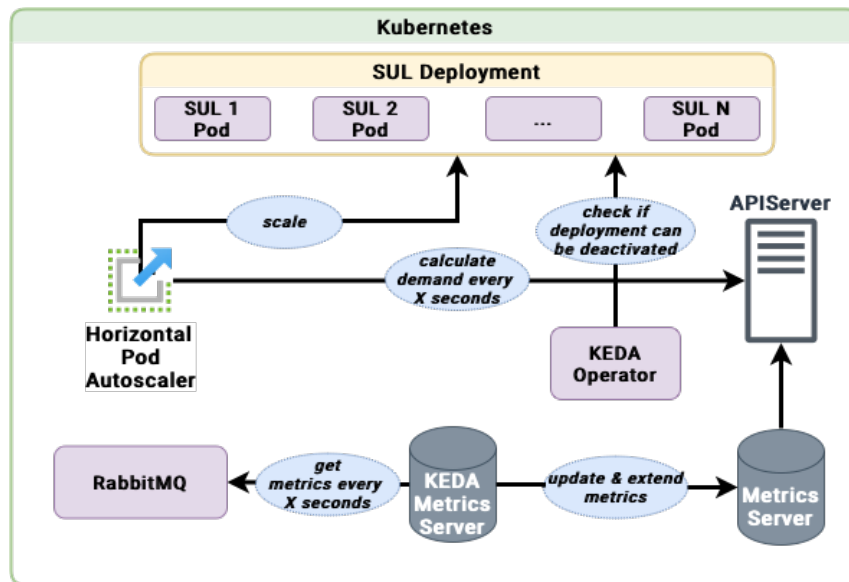 Kubernetes
SUL Deployment
SUL 1
Pod
SUL 2
Pod
...
SUL N
Pod
scale
check if
deployment can
be deactivated
APIServer
calculate
demand every
X seconds
Horizontal
Pod
Autoscaler
KEDA
Operator
RabbitMQ
get
metrics every
X seconds
KEDA
Metrics
Server
update & extend
metrics
Metrics
Server